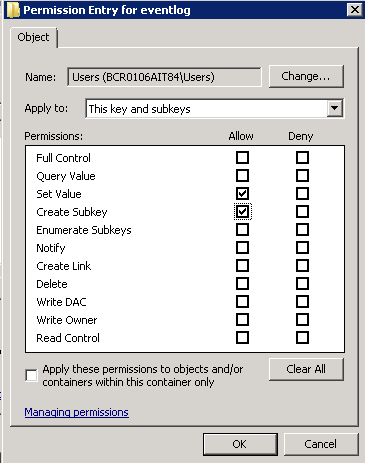 Permission Entry for eventlog
Object
Name: Users (BCR0106AIT84\Users) Change...
Apply to: This key and subkeys
Permissions: Allow Deny
Full Control
Query Value
Set Value
Create Subkey
Enumerate Subkeys
Notify
Create Link
Delete
Write DAC
Write Owner
Read Control
Apply these permissions to objects and/or
containers within this container only
Clear All
Managing permissions
OK Cancel